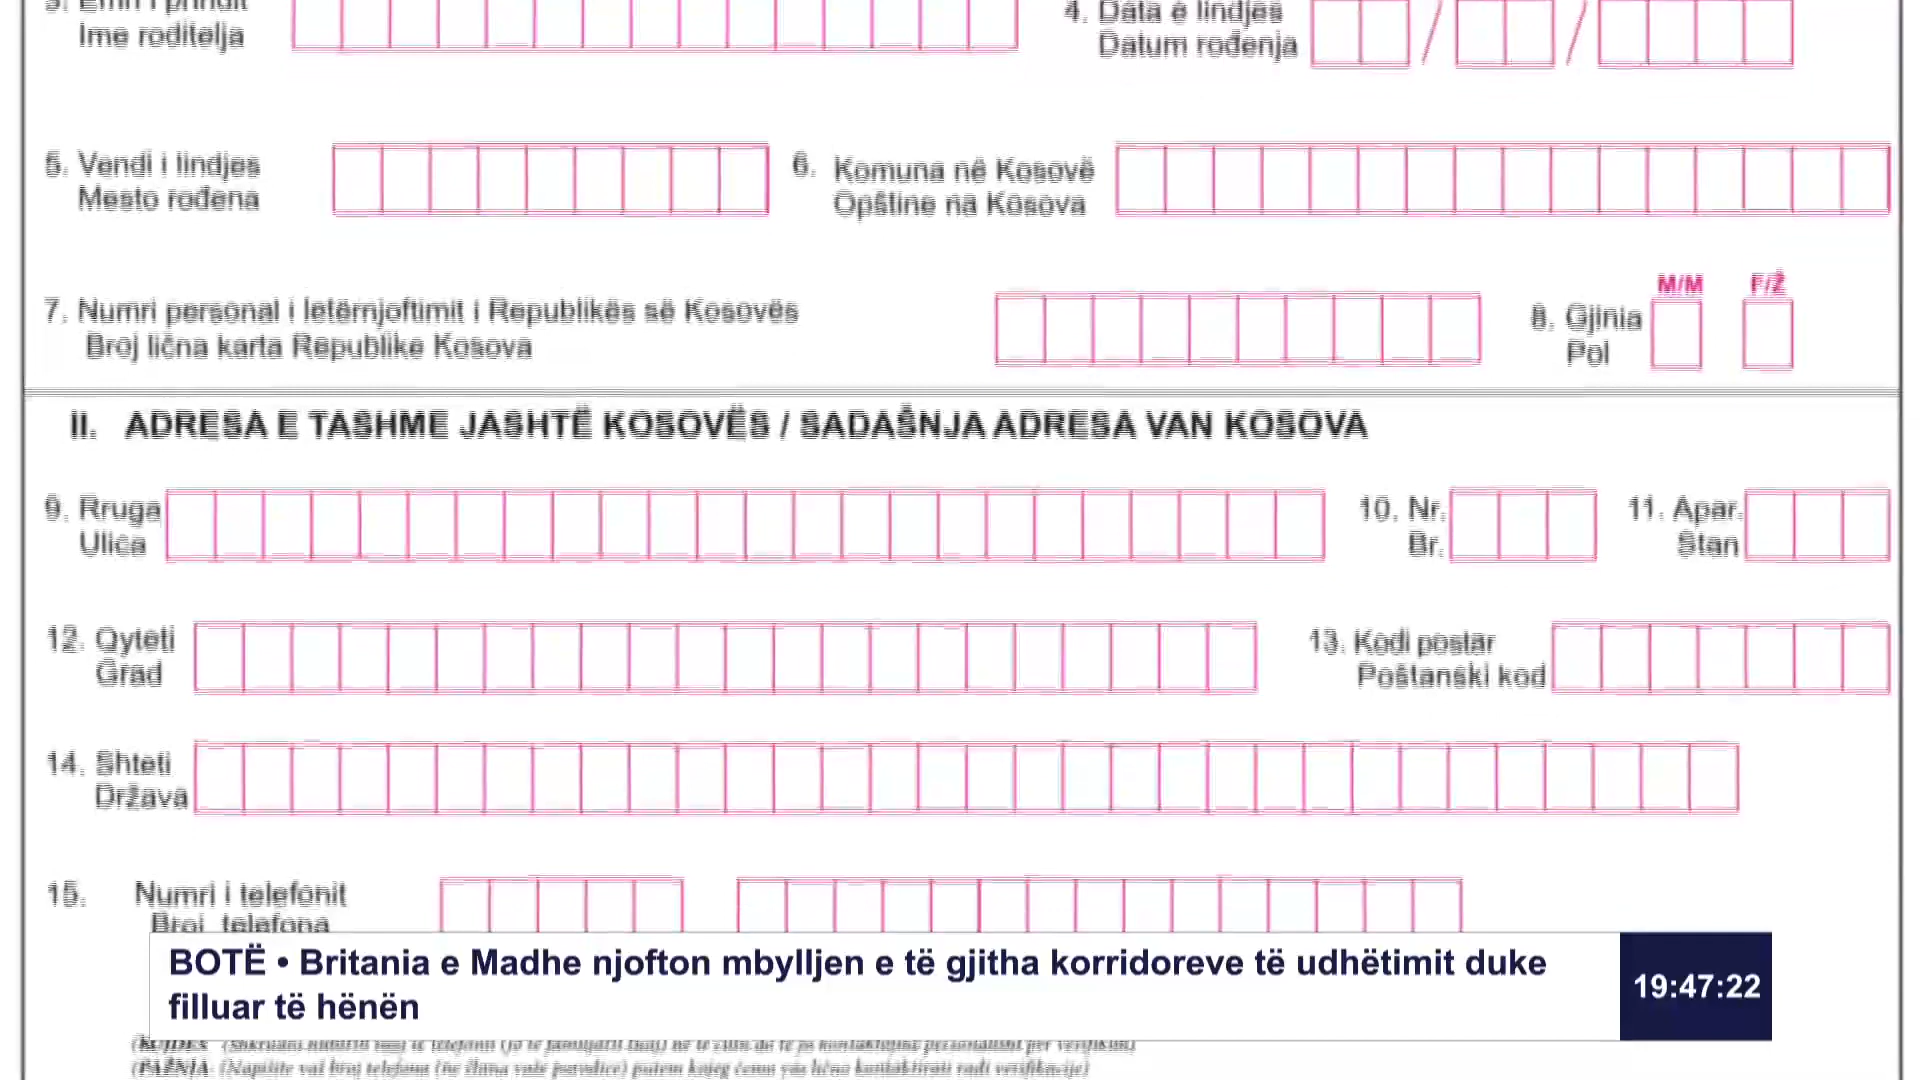 3. Emri i prindit
Ime roditelja
4. Data e lindjes
Datum rođenja
/ /
5. Vendi i lindjes
Mesto rođena
6. Komuna në Kosovë
Opštine na Kosova
7. Numri personal i letërnjoftimit i Republikës së Kosovës
Broj lična karta Republike Kosova
8. Gjinia
Pol
M/M F/Ž
II. ADRESA E TASHME JASHTË KOSOVËS / SADAŠNJA ADRESA VAN KOSOVA
9. Rruga
Ulica
10. Nr.
Br.
11. Apar.
Stan
12. Qyteti
Grad
13. Kodi postar
Poštanski kod
14. Shteti
Država
15. Numri i telefonit
Broj telefona
BOTË • Britania e Madhe njofton mbylljen e të gjitha korridoreve të udhëtimit duke
filluar të hënën
19:47:22